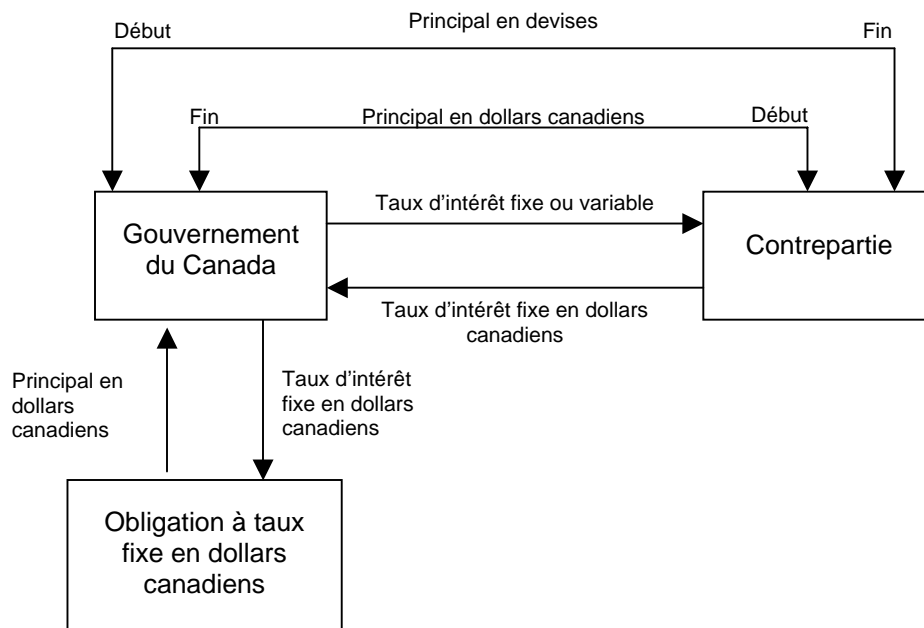 Principal en devises
Début
Fin
Fin
Principal en dollars canadiens
Début
Taux d'intérêt fixe ou variable
Gouvernement
du Canada
Contrepartie
Taux d'intérêt fixe en dollars
canadiens
Principal en
dollars
canadiens
Taux d'intérêt
fixe en dollars
canadiens
Obligation à taux
fixe en dollars
canadiens